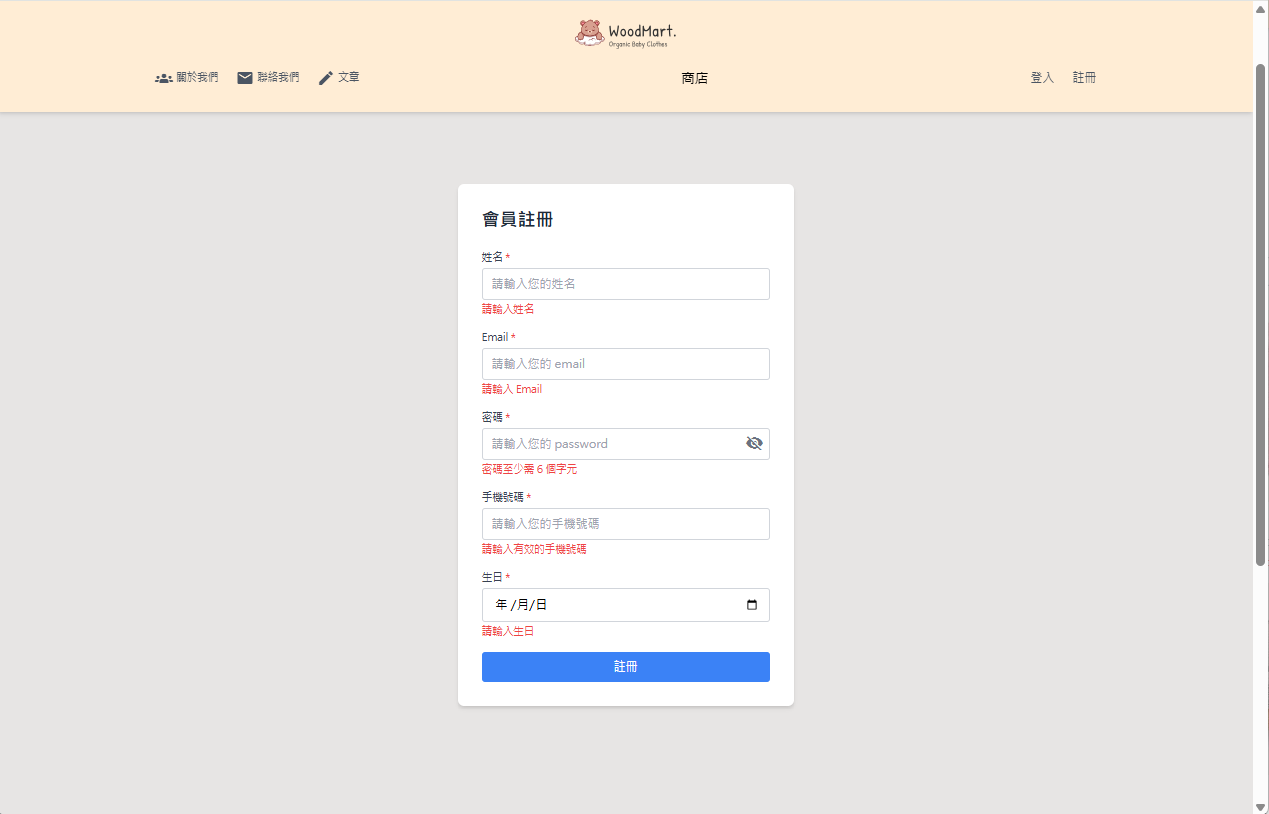 WoodMart.
Organic Baby Clothes
關於我們 聯絡我們 文章 商店 登入 註冊
會員註冊
姓名 *
請輸入您的姓名
請輸入姓名
Email *
請輸入您的 email
請輸入 Email
密碼 *
請輸入您的 password
密碼至少需 6 個字元
手機號碼 *
請輸入您的手機號碼
請輸入有效的手機號碼
生日 *
年 /月/日
請輸入生日
註冊